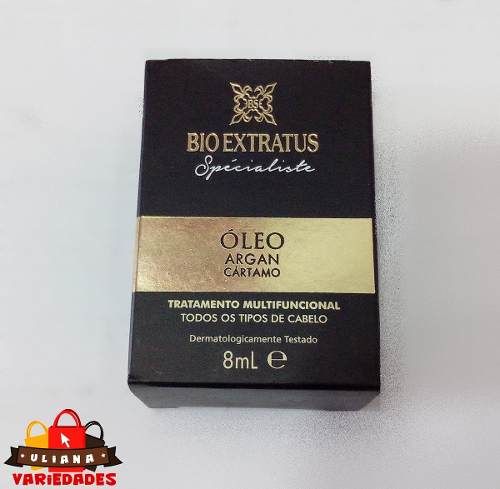 BSE
BIO EXTRATUS
Spécialiste
ÓLEO
ARGAN
CÁRTAMO
TRATAMENTO MULTIFUNCIONAL
TODOS OS TIPOS DE CABELO
Dermatologicamente Testado
8mL ℮
ULIANA
VARIEDADES